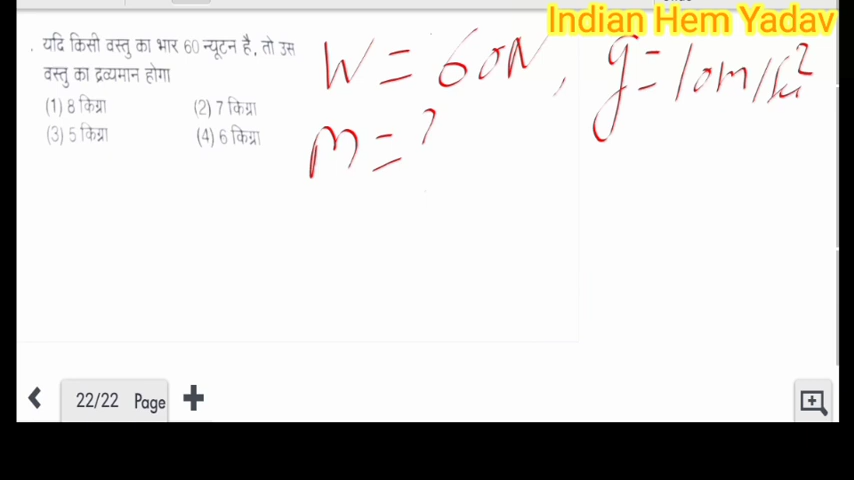 Indian Hem Yadav
. यदि किसी वस्तु का भार 60 न्यूटन है, तो उस
वस्तु का द्रव्यमान होगा
(1) 8 किग्रा (2) 7 किग्रा
(3) 5 किग्रा (4) 6 किग्रा
W = 60N, g = 10m/se²
m = ?
22/22 Page